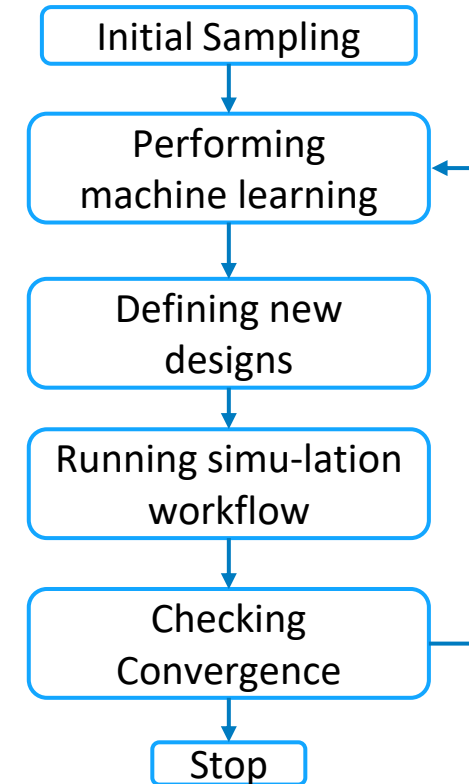 Initial Sampling
Performing
machine learning
Defining new
designs
Running simu-lation
workflow
Checking
Convergence
Stop